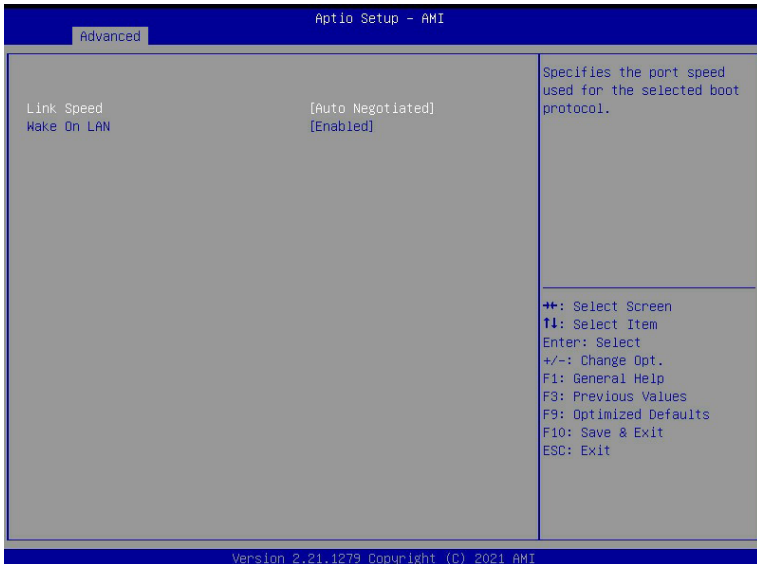 Aptio Setup – AMI
Advanced
Link Speed [Auto Negotiated]
Wake On LAN [Enabled]
Specifies the port speed
used for the selected boot
protocol.
→←: Select Screen
↑↓: Select Item
Enter: Select
+/-: Change Opt.
F1: General Help
F3: Previous Values
F9: Optimized Defaults
F10: Save & Exit
ESC: Exit
Version 2.21.1279 Copyright (C) 2021 AMI